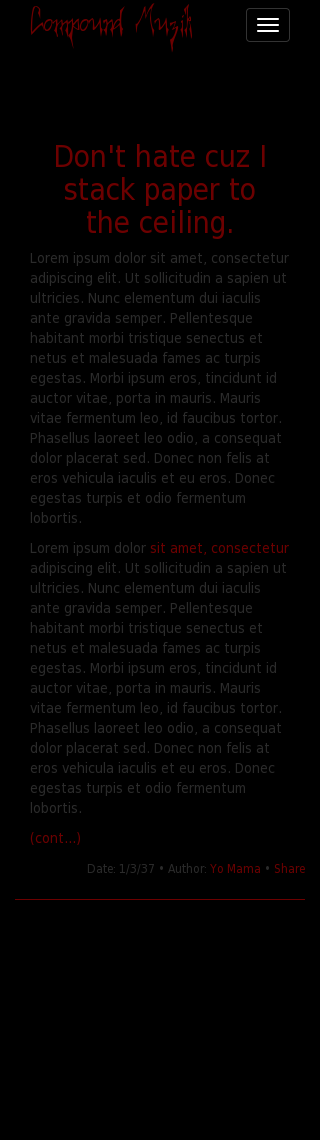 Compound Muzik
Don't hate cuz I
stack paper to
the ceiling.
Lorem ipsum dolor sit amet, consectetur
adipiscing elit. Ut sollicitudin a sapien ut
ultricies. Nunc elementum dui iaculis
ante gravida semper. Pellentesque
habitant morbi tristique senectus et
netus et malesuada fames ac turpis
egestas. Morbi ipsum eros, tincidunt id
auctor vitae, porta in mauris. Mauris
vitae fermentum leo, id faucibus tortor.
Phasellus laoreet leo odio, a consequat
dolor placerat sed. Donec non felis at
eros vehicula iaculis et eu eros. Donec
egestas turpis et odio fermentum
lobortis.
Lorem ipsum dolor sit amet, consectetur
adipiscing elit. Ut sollicitudin a sapien ut
ultricies. Nunc elementum dui iaculis
ante gravida semper. Pellentesque
habitant morbi tristique senectus et
netus et malesuada fames ac turpis
egestas. Morbi ipsum eros, tincidunt id
auctor vitae, porta in mauris. Mauris
vitae fermentum leo, id faucibus tortor.
Phasellus laoreet leo odio, a consequat
dolor placerat sed. Donec non felis at
eros vehicula iaculis et eu eros. Donec
egestas turpis et odio fermentum
lobortis.
(cont...)
Date: 1/3/37 • Author: Yo Mama • Share